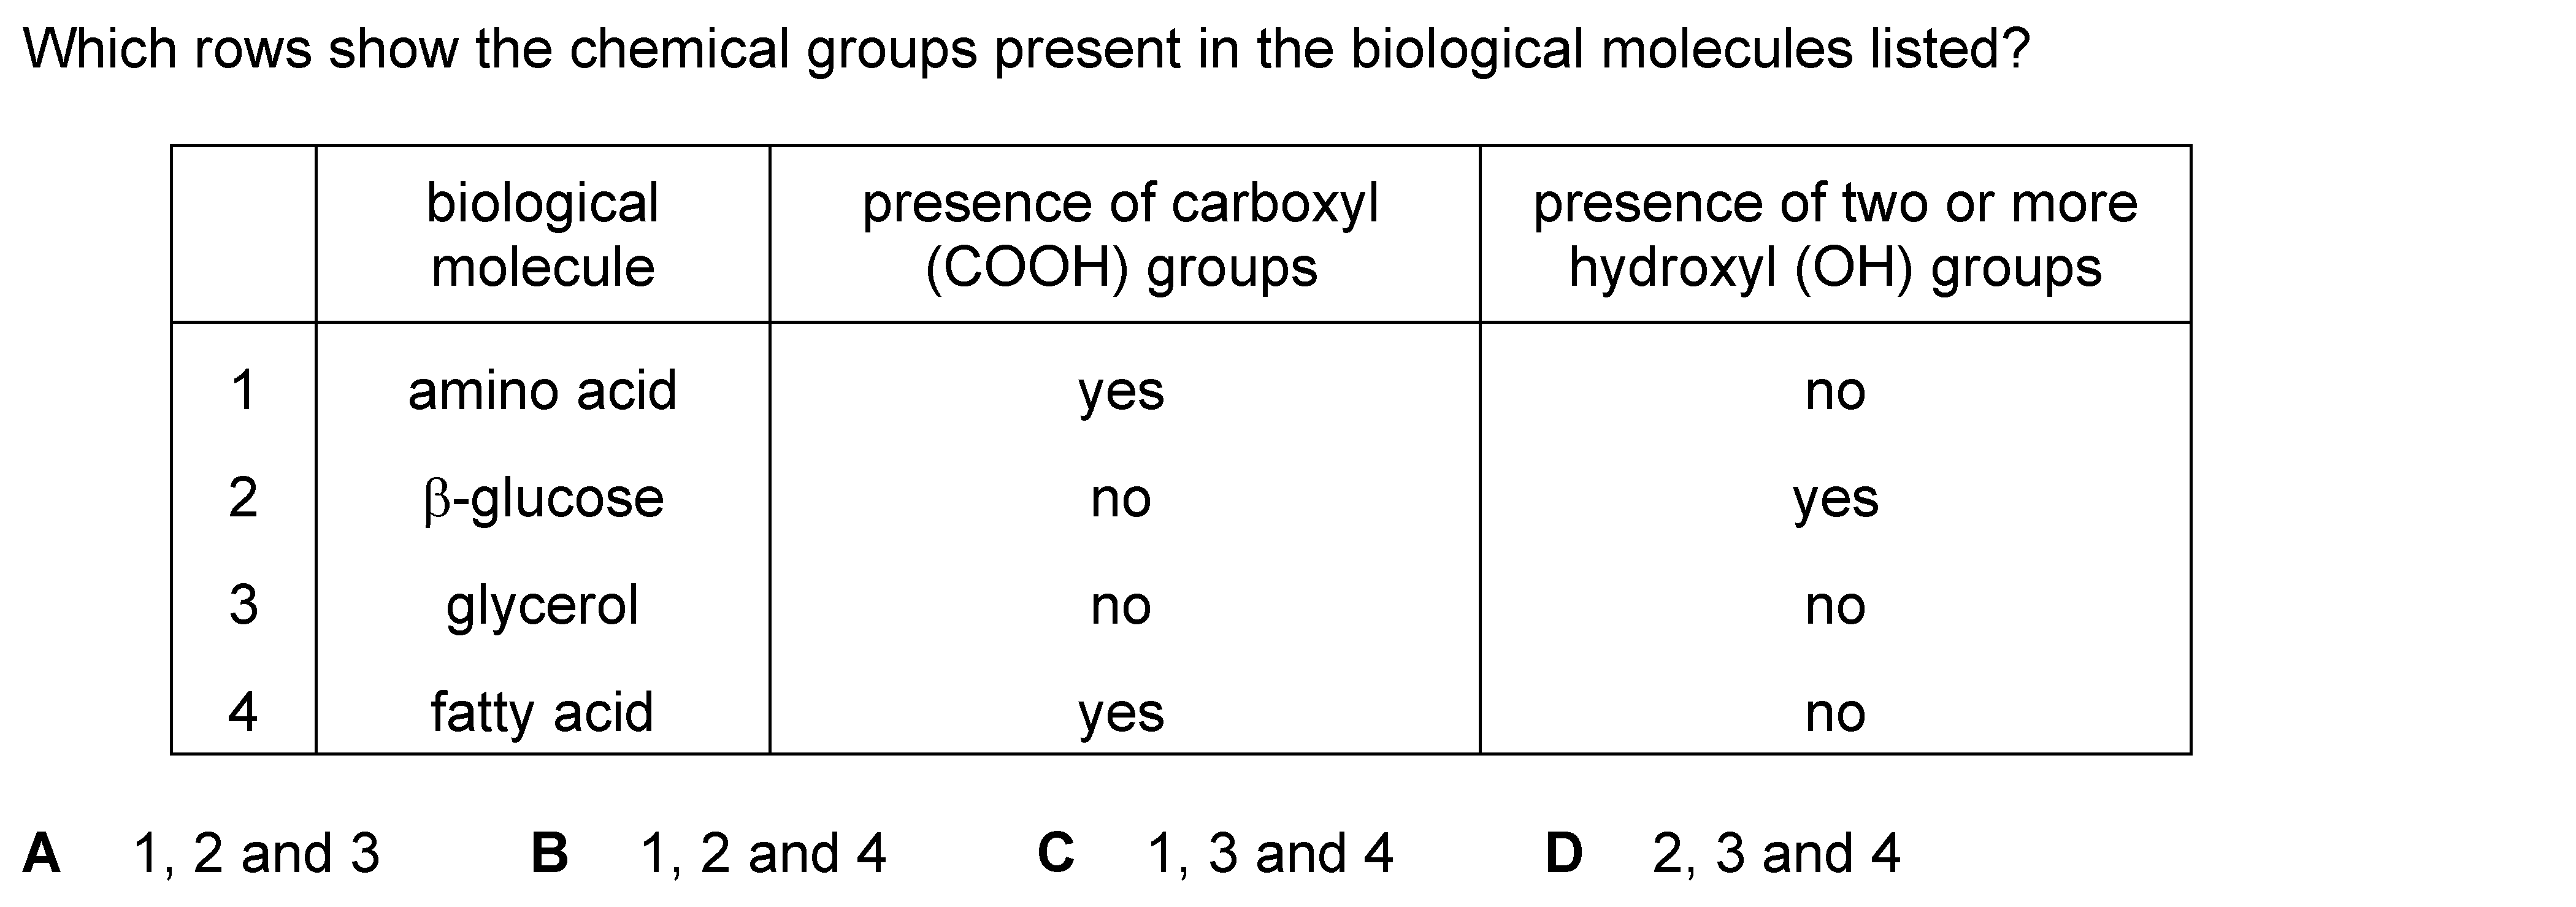 Which rows show the chemical groups present in the biological molecules listed?
biological molecule	presence of carboxyl (COOH) groups	presence of two or more hydroxyl (OH) groups
1	amino acid	yes	no
2	β-glucose	no	yes
3	glycerol	no	no
4	fatty acid	yes	no
A 1, 2 and 3	B 1, 2 and 4	C 1, 3 and 4	D 2, 3 and 4